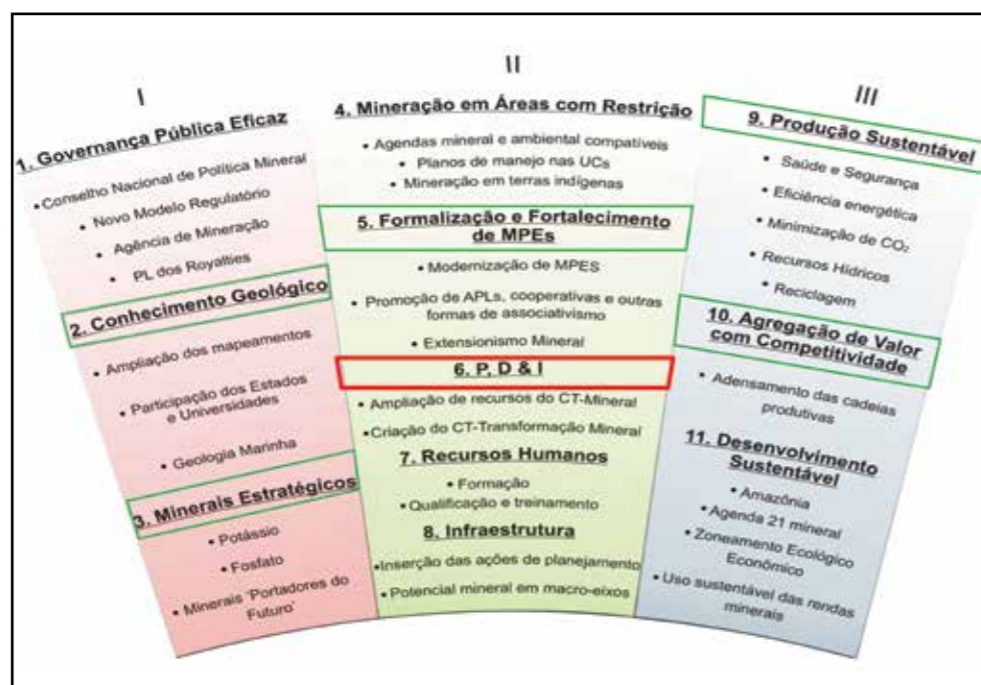 I
1. Governança Pública Eficaz
•Conselho Nacional de Política Mineral
• Novo Modelo Regulatório
• Agência de Mineração
• PL dos Royalties
2. Conhecimento Geológico
• Ampliação dos mapeamentos
• Participação dos Estados
e Universidades
• Geologia Marinha
3. Minerais Estratégicos
• Potássio
• Fosfato
• Minerais ‘Portadores do
Futuro’
II
4. Mineração em Áreas com Restrição
• Agendas mineral e ambiental compatíveis
• Planos de manejo nas UCs
• Mineração em terras indígenas
5. Formalização e Fortalecimento
de MPEs
• Modernização de MPES
• Promoção de APLs, cooperativas e outras
formas de associativismo
• Extensionismo Mineral
6. P, D & I
• Ampliação de recursos do CT-Mineral
•Criação do CT-Transformação Mineral
7. Recursos Humanos
• Formação
• Qualificação e treinamento
8. Infraestrutura
•Inserção das ações de planejamento
• Potencial mineral em macro-eixos
III
9. Produção Sustentável
• Saúde e Segurança
• Eficiência energética
• Minimização de CO₂
• Recursos Hídricos
• Reciclagem
10. Agregação de Valor
com Competitividade
• Adensamento das cadeias
produtivas
11. Desenvolvimento
Sustentável
• Amazônia
• Agenda 21 mineral
• Zoneamento Ecológico
Econômico
• Uso sustentável das rendas
minerais